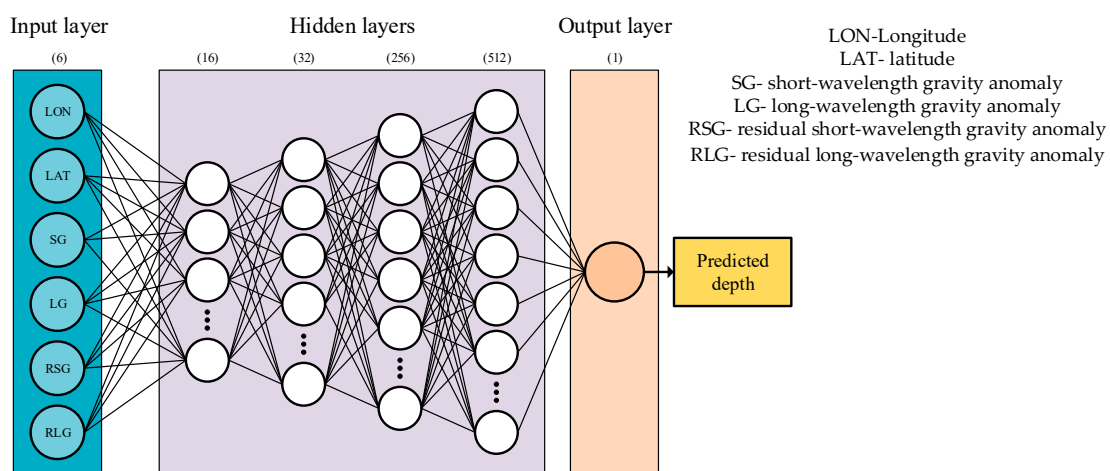 Input layer
Hidden layers
Output layer
(6)
(16)
(32)
(256)
(512)
(1)
LON
LAT
SG
LG
RSG
RLG
Predicted
depth
LON-Longitude
LAT- latitude
SG- short-wavelength gravity anomaly
LG- long-wavelength gravity anomaly
RSG- residual short-wavelength gravity anomaly
RLG- residual long-wavelength gravity anomaly